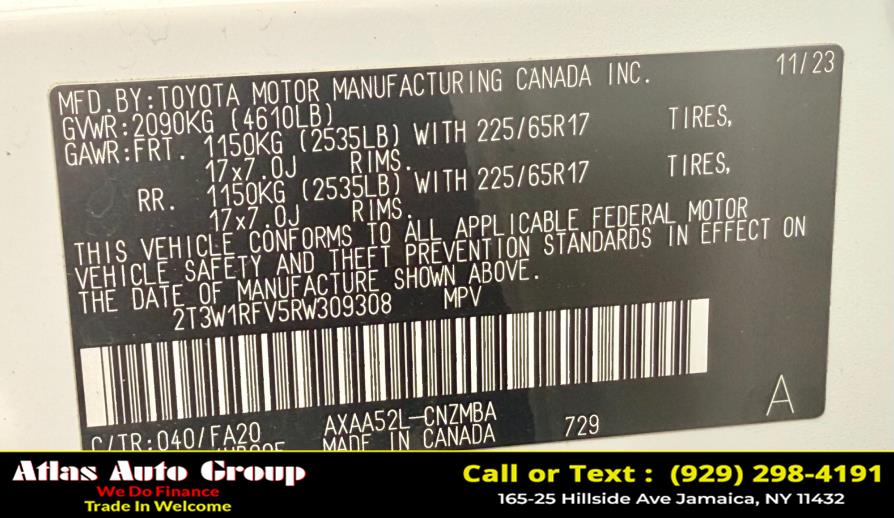 11/23
MFD.BY:TOYOTA MOTOR MANUFACTURING CANADA INC.
GVWR:2090KG (4610LB)
GAWR:FRT. 1150KG (2535LB) WITH 225/65R17 TIRES,
17x7.0J RIMS.
RR. 1150KG (2535LB) WITH 225/65R17 TIRES,
17x7.0J RIMS.
THIS VEHICLE CONFORMS TO ALL APPLICABLE FEDERAL MOTOR
VEHICLE SAFETY AND THEFT PREVENTION STANDARDS IN EFFECT ON
THE DATE OF MANUFACTURE SHOWN ABOVE.
2T3W1RFV5RW309308 MPV
A
C/TR:040/FA20 AXAA52L-CNZMBA 729
MADE IN CANADA
Atlas Auto Group
We Do Finance
Trade In Welcome
Call or Text : (929) 298-4191
165-25 Hillside Ave Jamaica, NY 11432